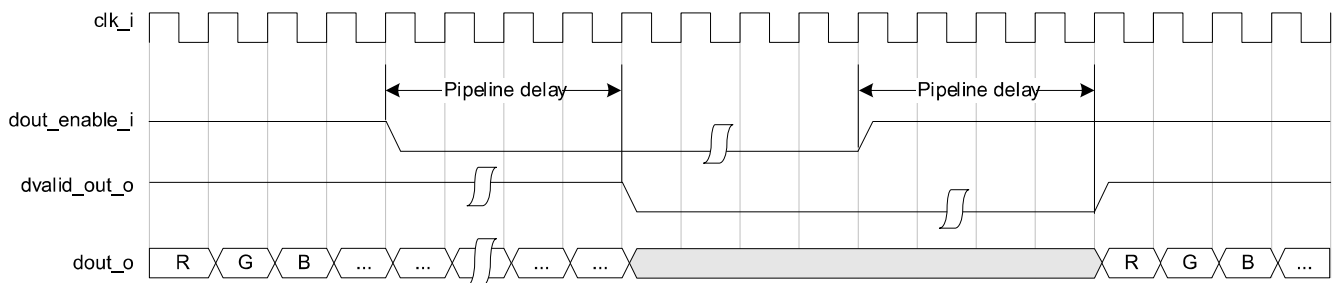 clk_i
Pipeline delay Pipeline delay
dout_enable_i
dvalid_out_o
dout_o R G B ... ... ... ... R G B ...